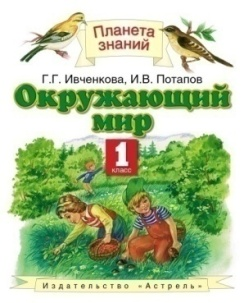 Планета
знаний
Г.Г. Ивченкова, И.В. Потапов
Окружающий
мир
1
класс
Издательство «Астрель»